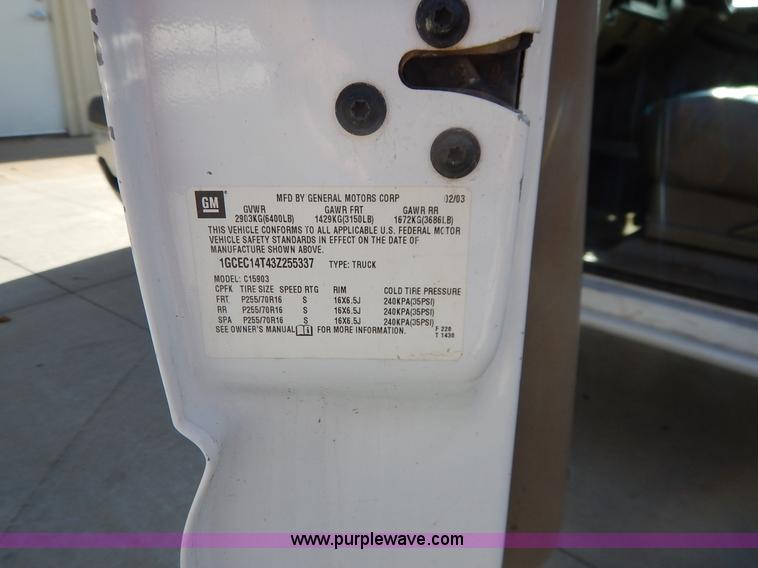 GM
MFD BY GENERAL MOTORS CORP 02/03
GVWR GAWR FRT GAWR RR
2903KG(6400LB) 1429KG(3150LB) 1672KG(3686LB)
THIS VEHICLE CONFORMS TO ALL APPLICABLE U.S. FEDERAL MOTOR
VEHICLE SAFETY STANDARDS IN EFFECT ON THE DATE OF
MANUFACTURE SHOWN ABOVE.
1GCEC14T43Z255337 TYPE: TRUCK
MODEL: C15903
CPFK TIRE SIZE SPEED RTG RIM COLD TIRE PRESSURE
FRT. P255/70R16 S 16X6.5J 240KPA(35PSI)
RR P255/70R16 S 16X6.5J 240KPA(35PSI)
SPA P255/70R16 S 16X6.5J 240KPA(35PSI)
SEE OWNER'S MANUAL FOR MORE INFORMATION.
F 220
T 1430
www.purplewave.com